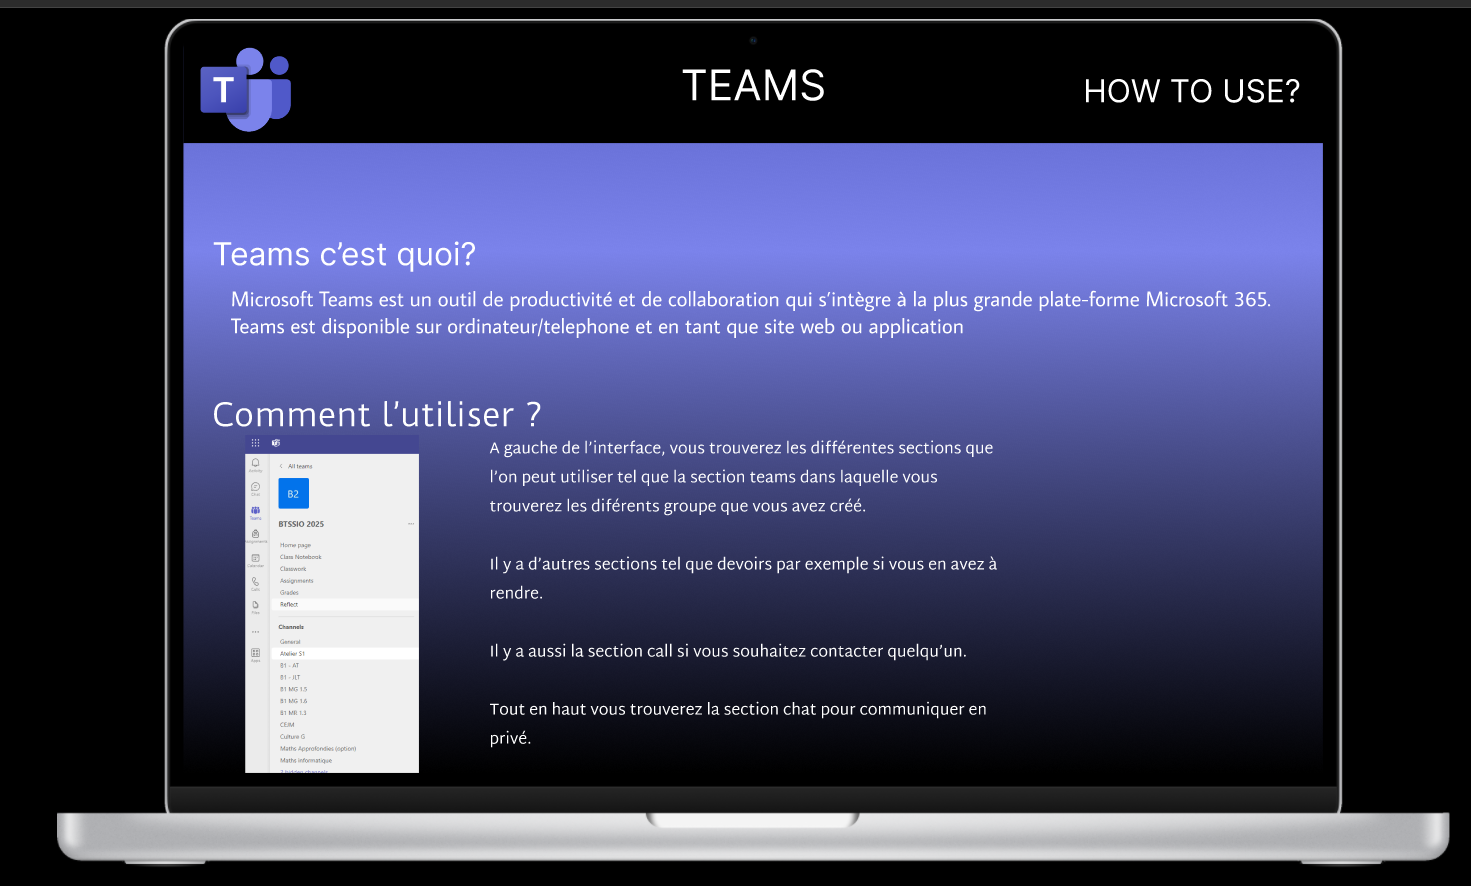 T
TEAMS
HOW TO USE?
Teams c’est quoi?
Microsoft Teams est un outil de productivité et de collaboration qui s’intègre à la plus grande plate-forme Microsoft 365.
Teams est disponible sur ordinateur/telephone et en tant que site web ou application
Comment l’utiliser ?
Activity
Chat
Teams
Assignments
Calendar
Calls
Files
...
Apps
< All teams
B2
BTSSIO 2025 ...
Home page
Class Notebook
Classwork
Assignments
Grades
Reflect
Channels
General
Atelier S1
B1 - AT
B1 - JLT
B1 MG 1.5
B1 MG 1.6
B1 MR 1.3
CEJM
Culture G
Maths Approfondies (option)
Maths informatique
hidden channels
A gauche de l’interface, vous trouverez les différentes sections que
l’on peut utiliser tel que la section teams dans laquelle vous
trouverez les diférents groupe que vous avez créé.
Il y a d’autres sections tel que devoirs par exemple si vous en avez à
rendre.
Il y a aussi la section call si vous souhaitez contacter quelqu’un.
Tout en haut vous trouverez la section chat pour communiquer en
privé.